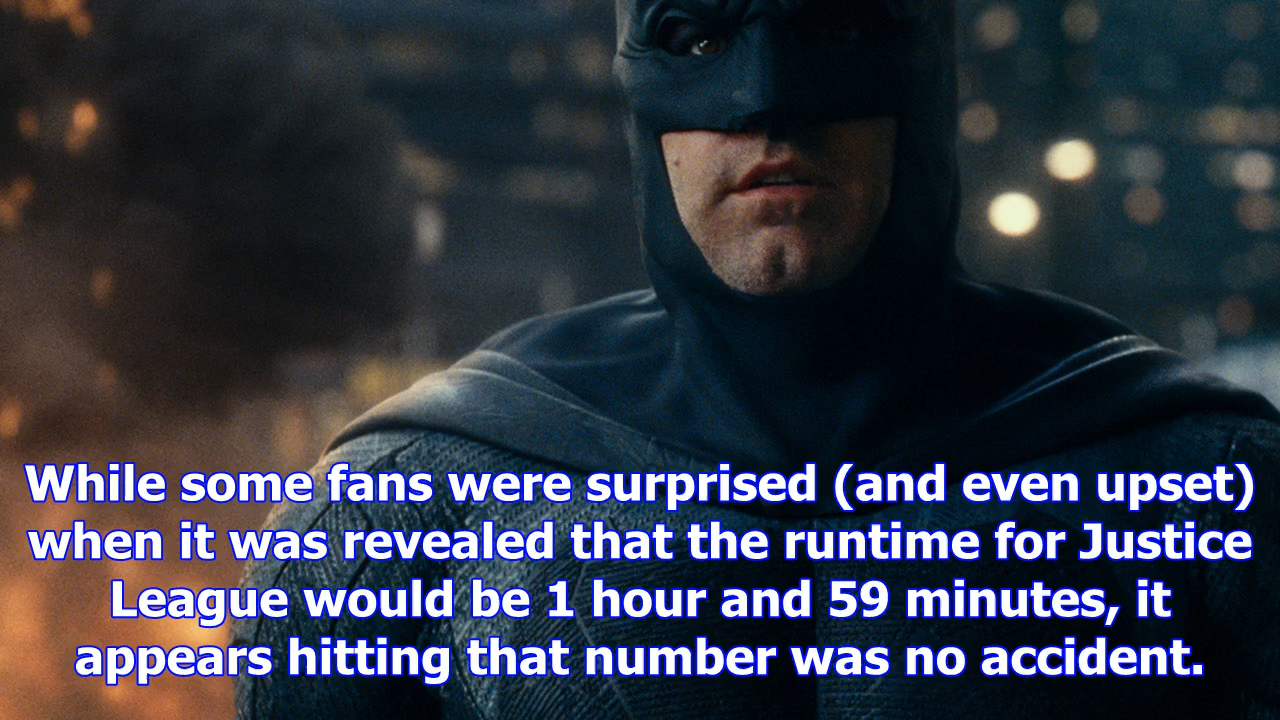 While some fans were surprised (and even upset)
when it was revealed that the runtime for Justice
League would be 1 hour and 59 minutes, it
appears hitting that number was no accident.